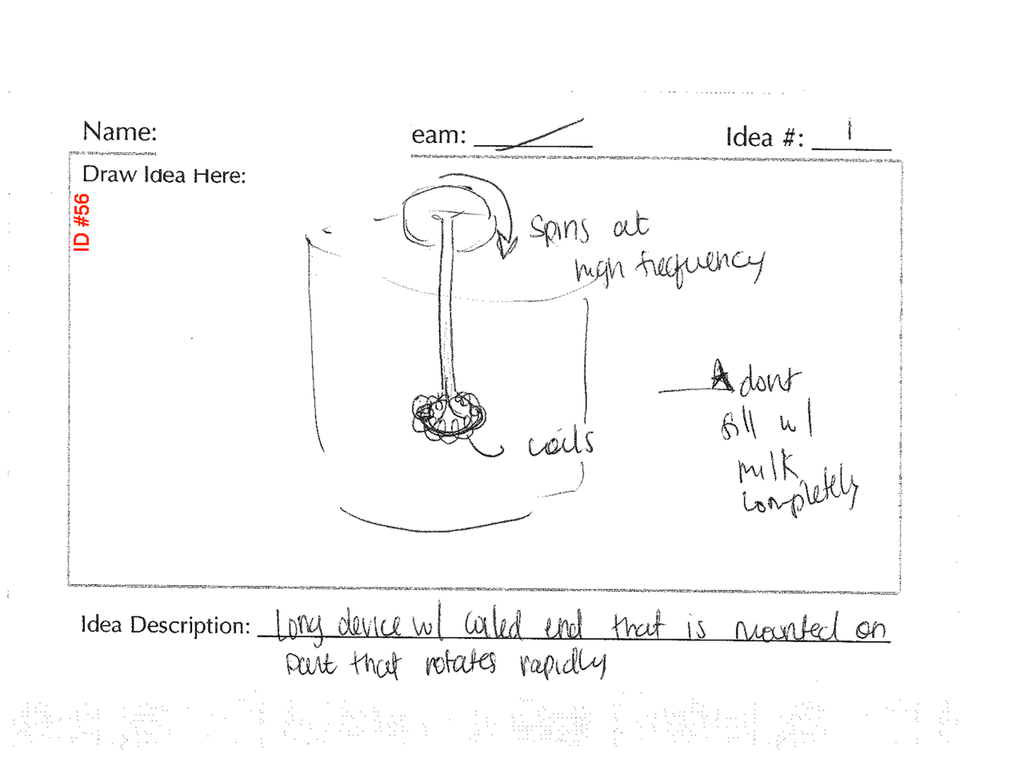 Name:
eam:
Idea #: 1
Draw Idea Here:
ID #56
Spins at
high frequency
coils
dont
fill w/
milk
completely
Idea Description: Long device w/ coiled end that is mounted on
part that rotates rapidly